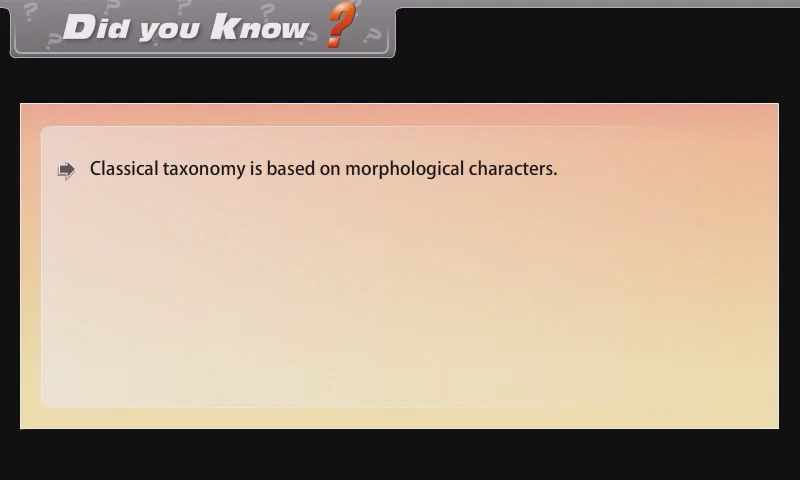 Did you Know ?
Classical taxonomy is based on morphological characters.